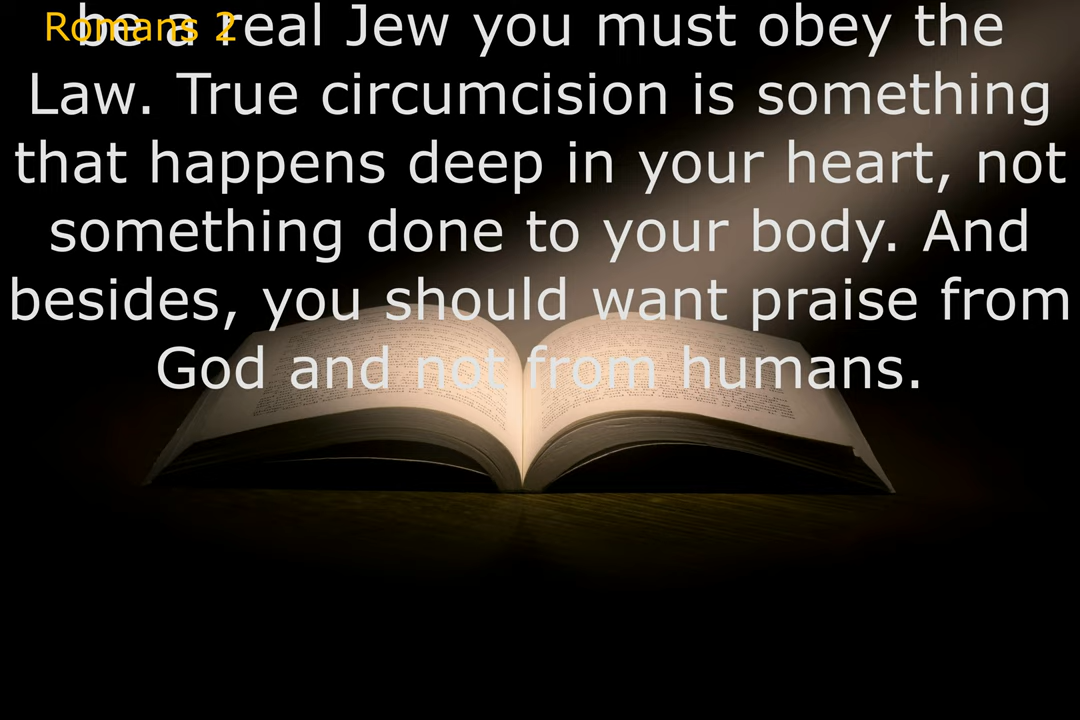 Romans 2
be a real Jew you must obey the
Law. True circumcision is something
that happens deep in your heart, not
something done to your body. And
besides, you should want praise from
God and not from humans.